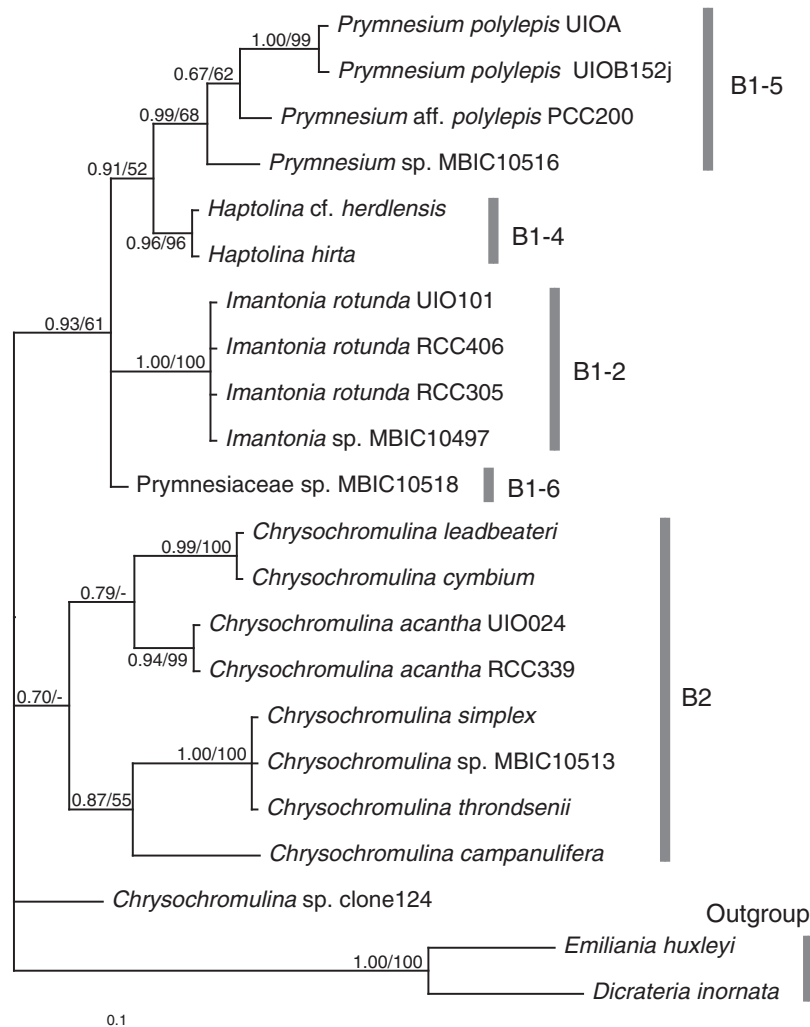 Prymnesium polylepis UIOA
1.00/99
Prymnesium polylepis UIOB152j
0.67/62
B1-5
Prymnesium aff. polylepis PCC200
0.99/68
Prymnesium sp. MBIC10516
0.91/52
Haptolina cf. herdlensis
B1-4
0.96/96
Haptolina hirta
Imantonia rotunda UIO101
0.93/61
Imantonia rotunda RCC406
1.00/100
B1-2
Imantonia rotunda RCC305
Imantonia sp. MBIC10497
Prymnesiaceae sp. MBIC10518
B1-6
Chrysochromulina leadbeateri
0.99/100
Chrysochromulina cymbium
0.79/-
Chrysochromulina acantha UIO024
0.94/99
Chrysochromulina acantha RCC339
0.70/-
B2
Chrysochromulina simplex
1.00/100
Chrysochromulina sp. MBIC10513
0.87/55
Chrysochromulina throndsenii
Chrysochromulina campanulifera
Chrysochromulina sp. clone124
Outgroup
Emiliania huxleyi
1.00/100
Dicrateria inornata
0.1